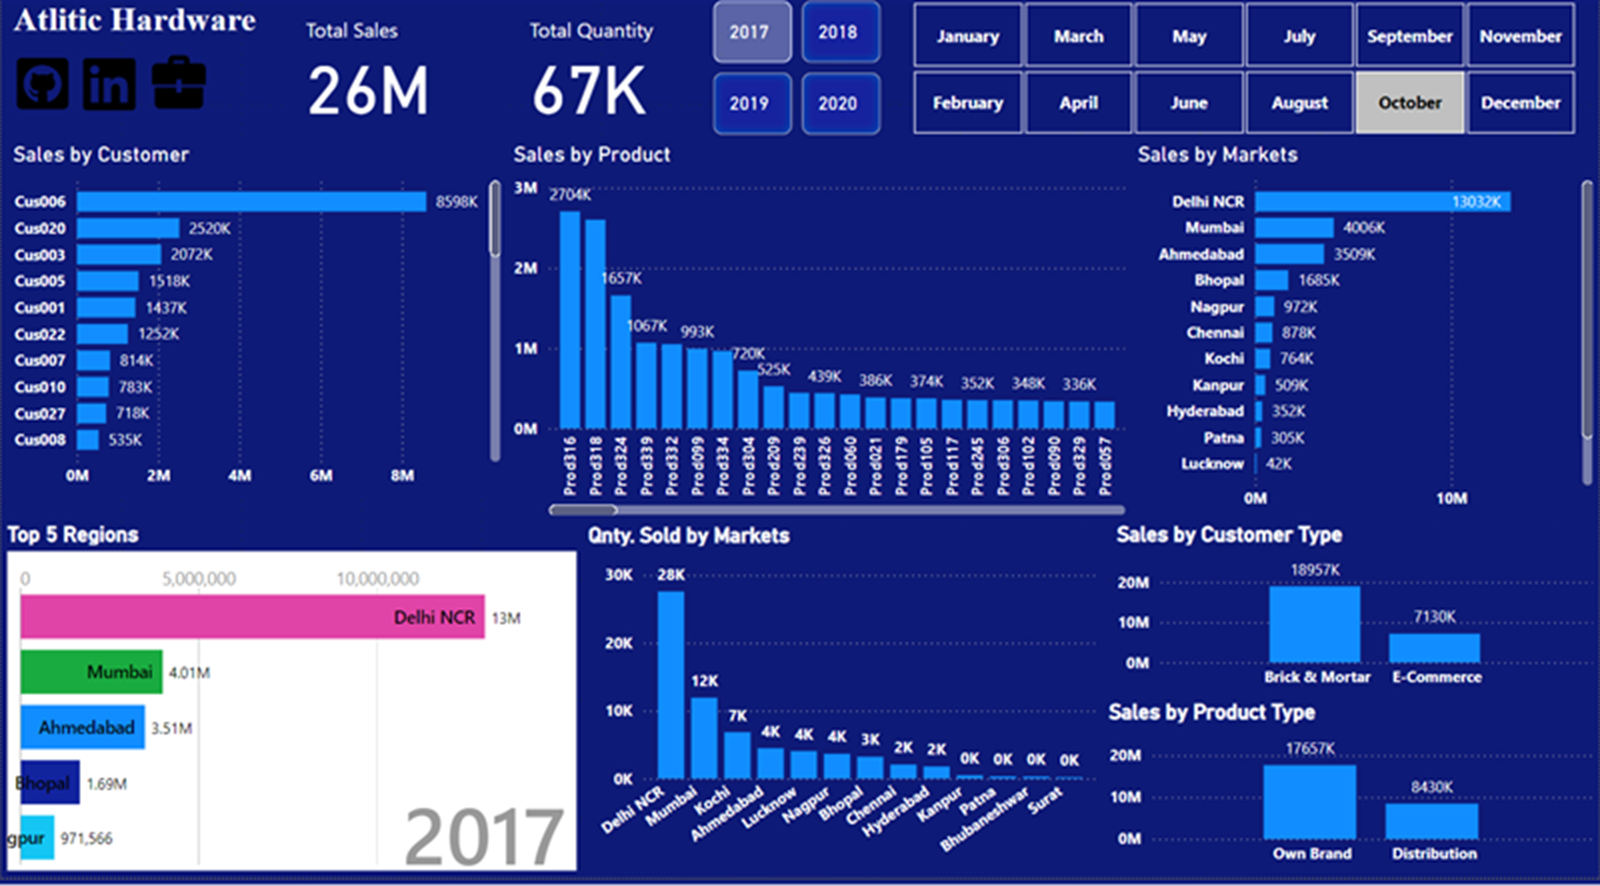 Atlitic Hardware
Total Sales
26M
Total Quantity
67K
2017
2018
2019
2020
January
March
May
July
September
November
February
April
June
August
October
December
Sales by Customer
Cus006 8598K
Cus020 2520K
Cus003 2072K
Cus005 1518K
Cus001 1437K
Cus022 1252K
Cus007 814K
Cus010 783K
Cus027 718K
Cus008 535K
0M 2M 4M 6M 8M
Sales by Product
3M
2M
1M
0M
2704K 1657K 1067K 993K 720K 525K 439K 386K 374K 352K 348K 336K
Prod316 Prod318 Prod324 Prod339 Prod332 Prod099 Prod334 Prod304 Prod209 Prod239 Prod326 Prod060 Prod021 Prod179 Prod105 Prod117 Prod245 Prod306 Prod102 Prod090 Prod329 Prod057
Sales by Markets
Delhi NCR 13032K
Mumbai 4006K
Ahmedabad 3509K
Bhopal 1685K
Nagpur 972K
Chennai 878K
Kochi 764K
Kanpur 509K
Hyderabad 352K
Patna 305K
Lucknow 42K
0M 10M
Top 5 Regions
0 5,000,000 10,000,000
Delhi NCR 13M
Mumbai 4.01M
Ahmedabad 3.51M
Bhopal 1.69M
gpur 971,566
2017
Qnty. Sold by Markets
30K
20K
10K
0K
28K 12K 7K 4K 4K 4K 3K 2K 2K 0K 0K 0K 0K
Delhi NCR Mumbai Kochi Ahmedabad Lucknow Nagpur Bhopal Chennai Hyderabad Kanpur Patna Bhubaneshwar Surat
Sales by Customer Type
20M
10M
0M
18957K 7130K
Brick & Mortar E-Commerce
Sales by Product Type
20M
10M
0M
17657K 8430K
Own Brand Distribution